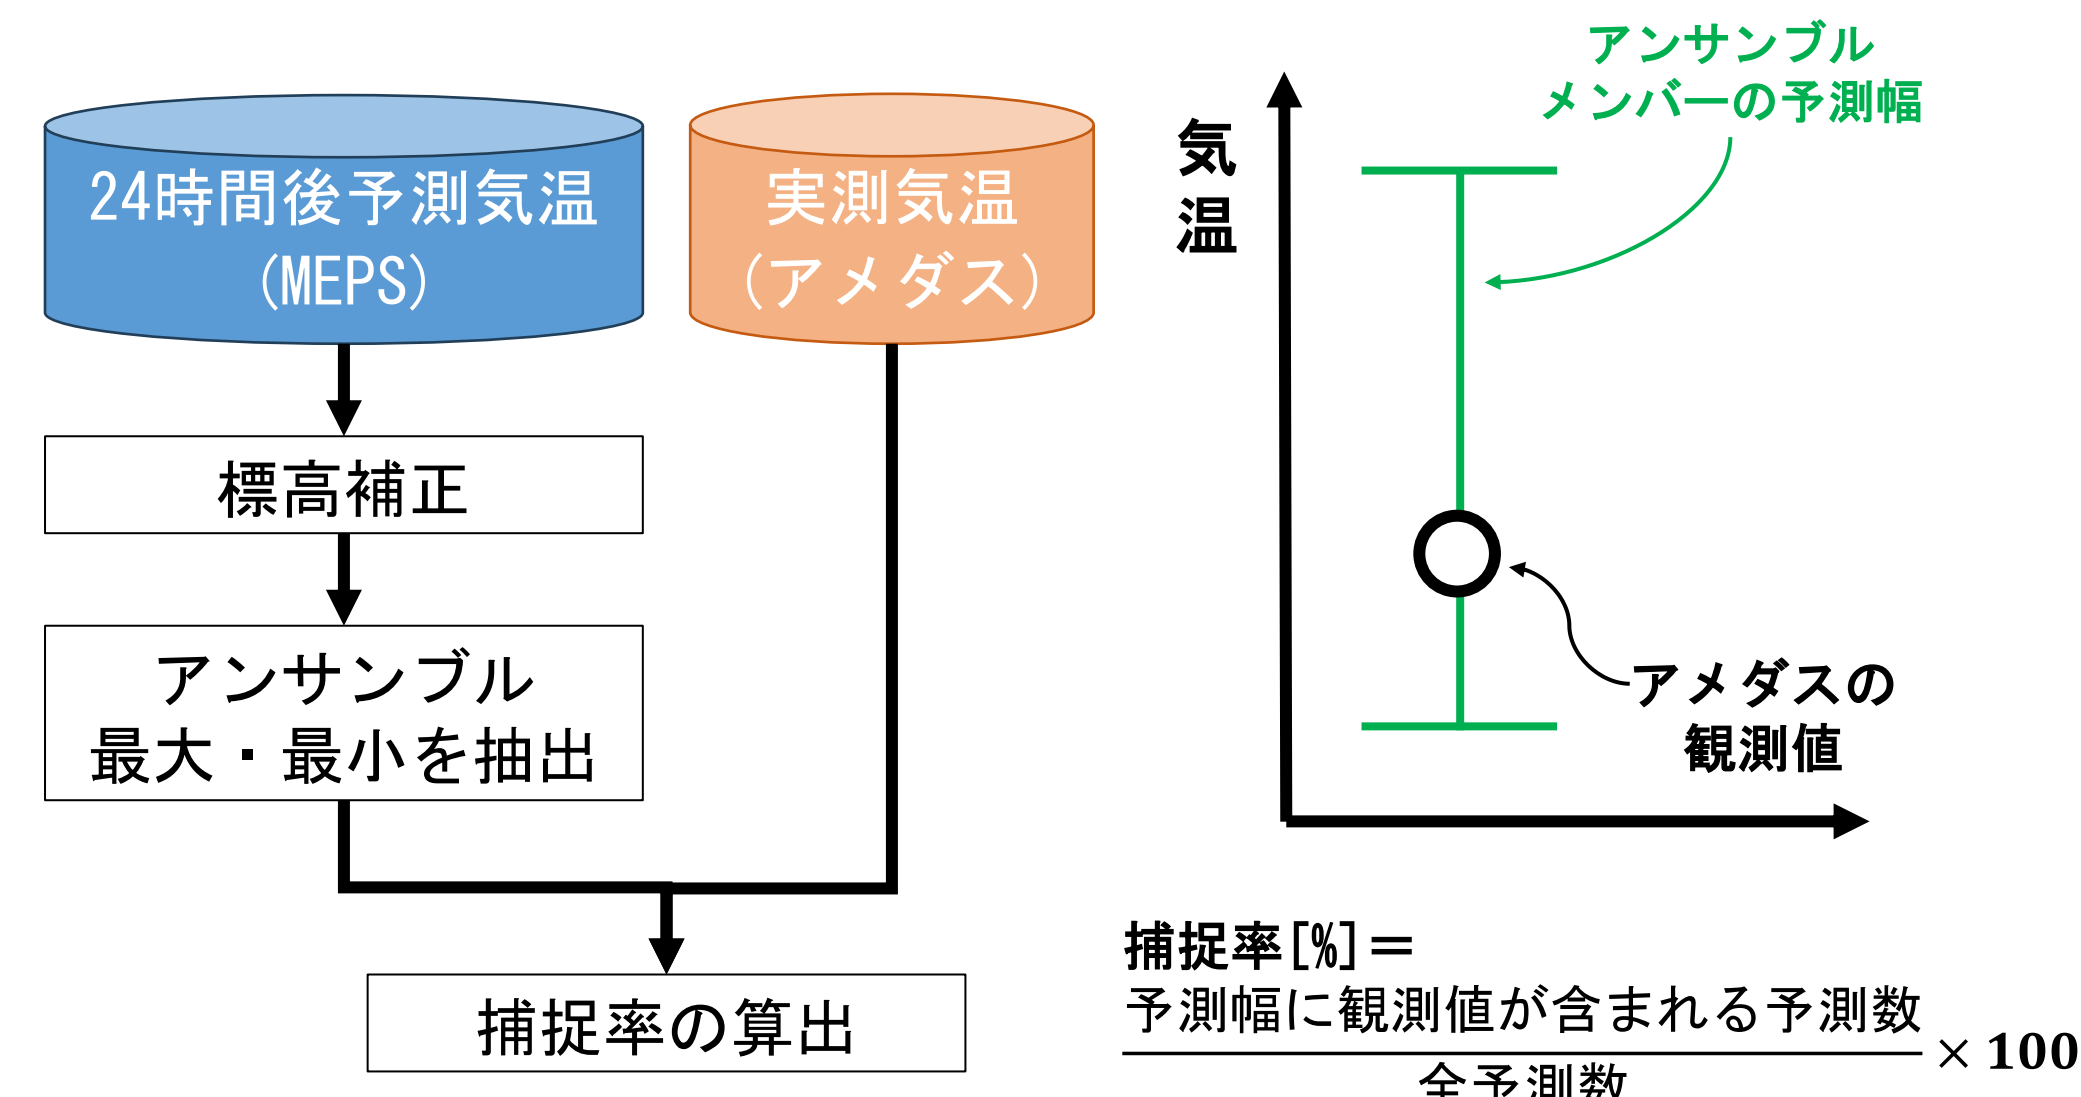 24時間後予測気温
(MEPS)
実測気温
(アメダス)
標高補正
アンサンブル
最大・最小を抽出
捕捉率の算出
アンサンブル
メンバーの予測幅
気温
アメダスの
観測値
捕捉率[%]＝
予測幅に観測値が含まれる予測数
全予測数
× 100